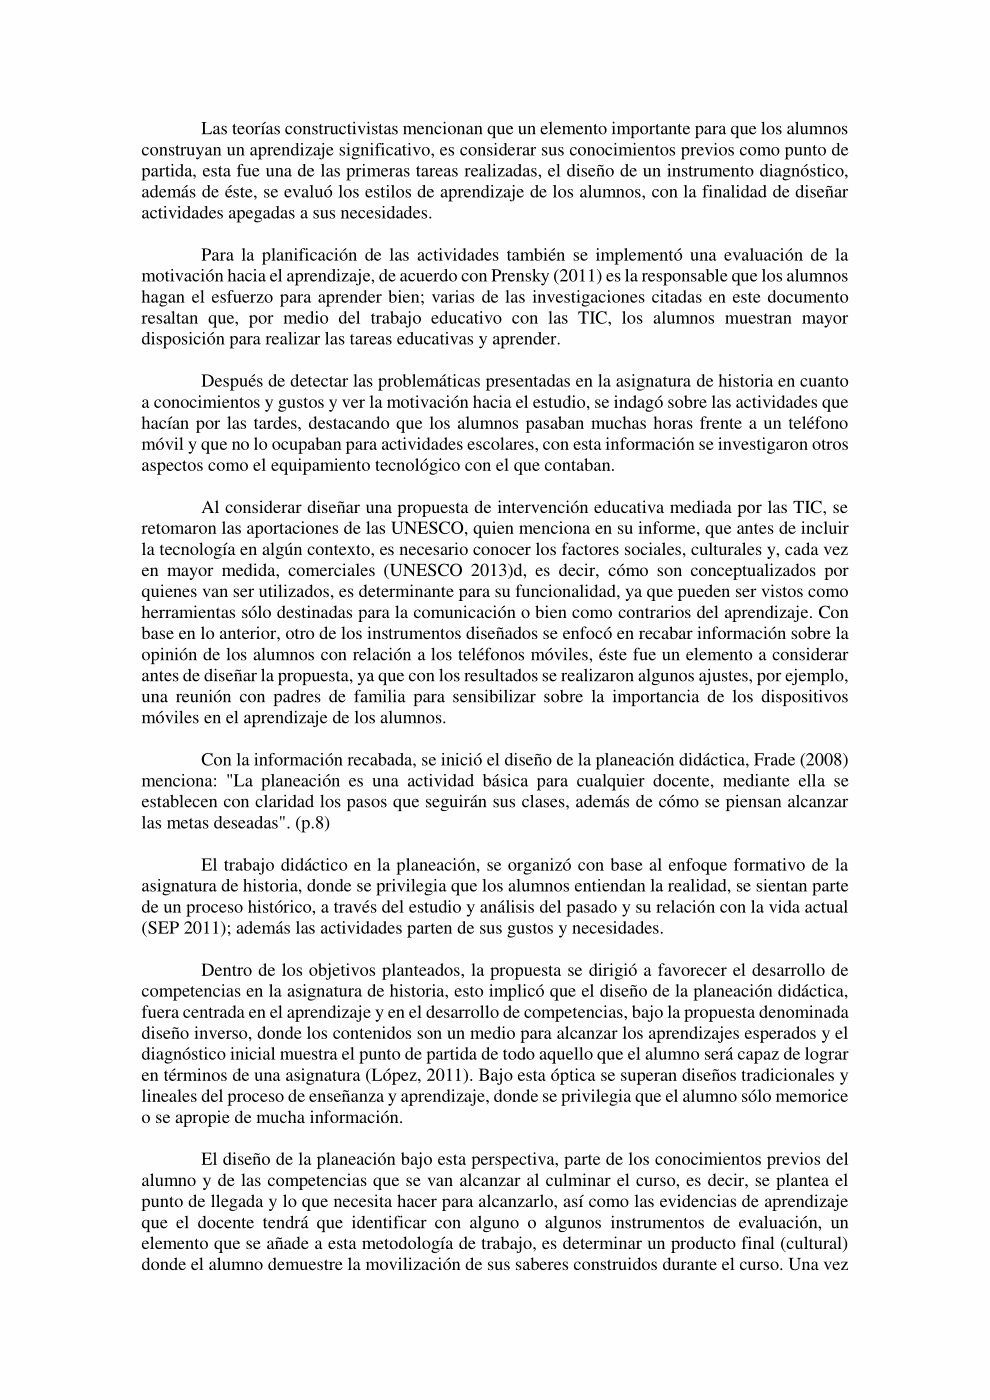 Las teorías constructivistas mencionan que un elemento importante para que los alumnos
construyan un aprendizaje significativo, es considerar sus conocimientos previos como punto de
partida, esta fue una de las primeras tareas realizadas, el diseño de un instrumento diagnóstico,
además de éste, se evaluó los estilos de aprendizaje de los alumnos, con la finalidad de diseñar
actividades apegadas a sus necesidades.
Para la planificación de las actividades también se implementó una evaluación de la
motivación hacia el aprendizaje, de acuerdo con Prensky (2011) es la responsable que los alumnos
hagan el esfuerzo para aprender bien; varias de las investigaciones citadas en este documento
resaltan que, por medio del trabajo educativo con las TIC, los alumnos muestran mayor
disposición para realizar las tareas educativas y aprender.
Después de detectar las problemáticas presentadas en la asignatura de historia en cuanto
a conocimientos y gustos y ver la motivación hacia el estudio, se indagó sobre las actividades que
hacían por las tardes, destacando que los alumnos pasaban muchas horas frente a un teléfono
móvil y que no lo ocupaban para actividades escolares, con esta información se investigaron otros
aspectos como el equipamiento tecnológico con el que contaban.
Al considerar diseñar una propuesta de intervención educativa mediada por las TIC, se
retomaron las aportaciones de las UNESCO, quien menciona en su informe, que antes de incluir
la tecnología en algún contexto, es necesario conocer los factores sociales, culturales y, cada vez
en mayor medida, comerciales (UNESCO 2013)d, es decir, cómo son conceptualizados por
quienes van ser utilizados, es determinante para su funcionalidad, ya que pueden ser vistos como
herramientas sólo destinadas para la comunicación o bien como contrarios del aprendizaje. Con
base en lo anterior, otro de los instrumentos diseñados se enfocó en recabar información sobre la
opinión de los alumnos con relación a los teléfonos móviles, éste fue un elemento a considerar
antes de diseñar la propuesta, ya que con los resultados se realizaron algunos ajustes, por ejemplo,
una reunión con padres de familia para sensibilizar sobre la importancia de los dispositivos
móviles en el aprendizaje de los alumnos.
Con la información recabada, se inició el diseño de la planeación didáctica, Frade (2008)
menciona: "La planeación es una actividad básica para cualquier docente, mediante ella se
establecen con claridad los pasos que seguirán sus clases, además de cómo se piensan alcanzar
las metas deseadas". (p.8)
El trabajo didáctico en la planeación, se organizó con base al enfoque formativo de la
asignatura de historia, donde se privilegia que los alumnos entiendan la realidad, se sientan parte
de un proceso histórico, a través del estudio y análisis del pasado y su relación con la vida actual
(SEP 2011); además las actividades parten de sus gustos y necesidades.
Dentro de los objetivos planteados, la propuesta se dirigió a favorecer el desarrollo de
competencias en la asignatura de historia, esto implicó que el diseño de la planeación didáctica,
fuera centrada en el aprendizaje y en el desarrollo de competencias, bajo la propuesta denominada
diseño inverso, donde los contenidos son un medio para alcanzar los aprendizajes esperados y el
diagnóstico inicial muestra el punto de partida de todo aquello que el alumno será capaz de lograr
en términos de una asignatura (López, 2011). Bajo esta óptica se superan diseños tradicionales y
lineales del proceso de enseñanza y aprendizaje, donde se privilegia que el alumno sólo memorice
o se apropie de mucha información.
El diseño de la planeación bajo esta perspectiva, parte de los conocimientos previos del
alumno y de las competencias que se van alcanzar al culminar el curso, es decir, se plantea el
punto de llegada y lo que necesita hacer para alcanzarlo, así como las evidencias de aprendizaje
que el docente tendrá que identificar con alguno o algunos instrumentos de evaluación, un
elemento que se añade a esta metodología de trabajo, es determinar un producto final (cultural)
donde el alumno demuestre la movilización de sus saberes construidos durante el curso. Una vez